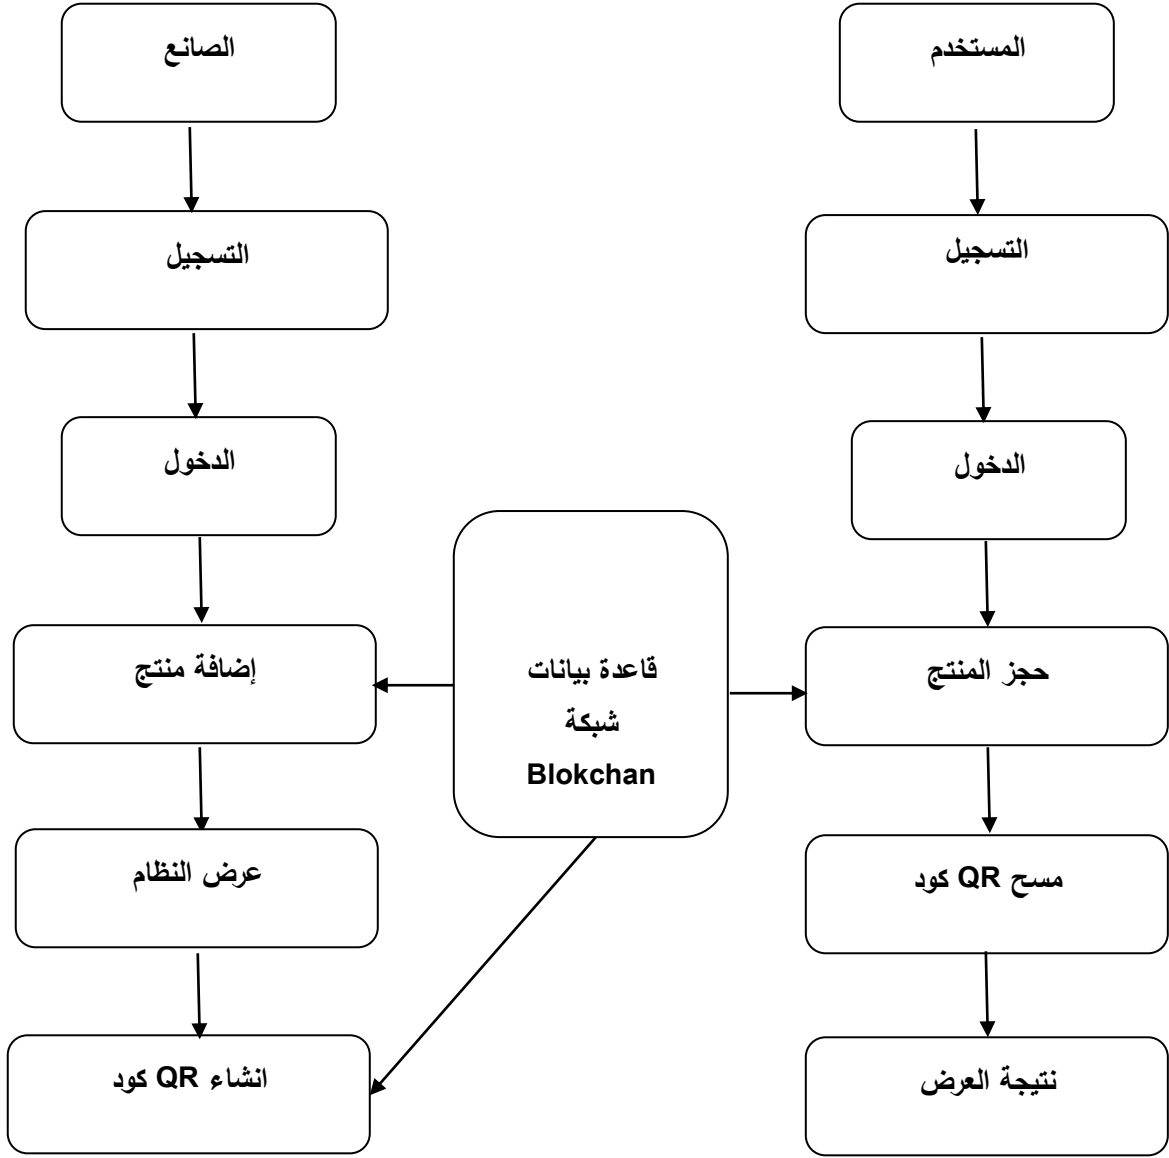 المستخدم
الصانع
التسجيل
التسجيل
الدخول
الدخول
حجز المنتج
قاعدة بيانات
شبكة
Blokchan
إضافة منتج
مسح QR كود
عرض النظام
نتيجة العرض
انشاء QR كود